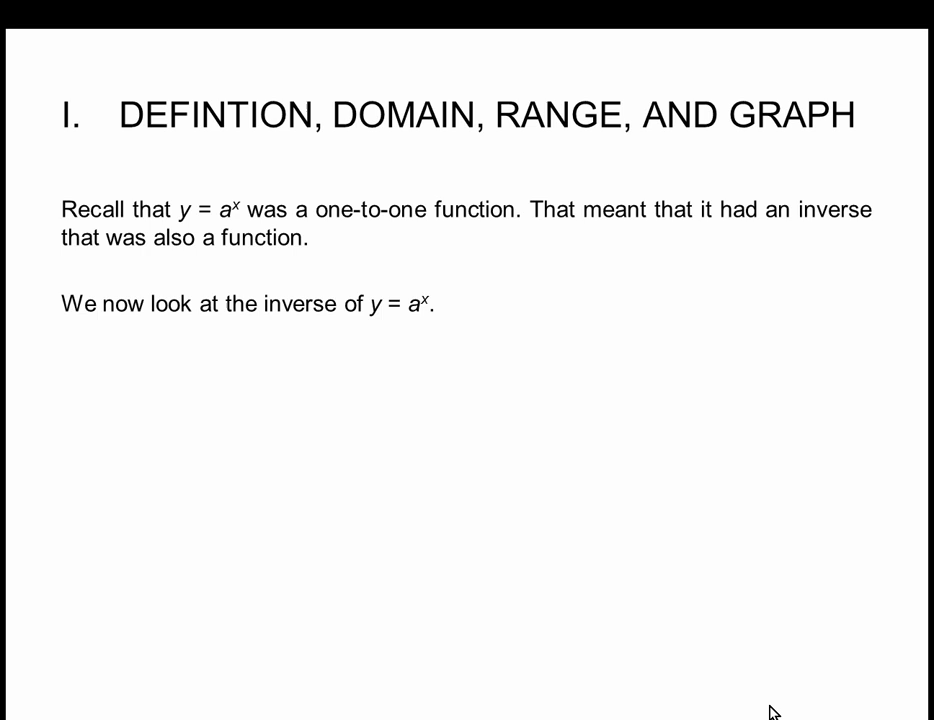 I. DEFINTION, DOMAIN, RANGE, AND GRAPH
Recall that y = aˣ was a one-to-one function. That meant that it had an inverse
that was also a function.
We now look at the inverse of y = aˣ.